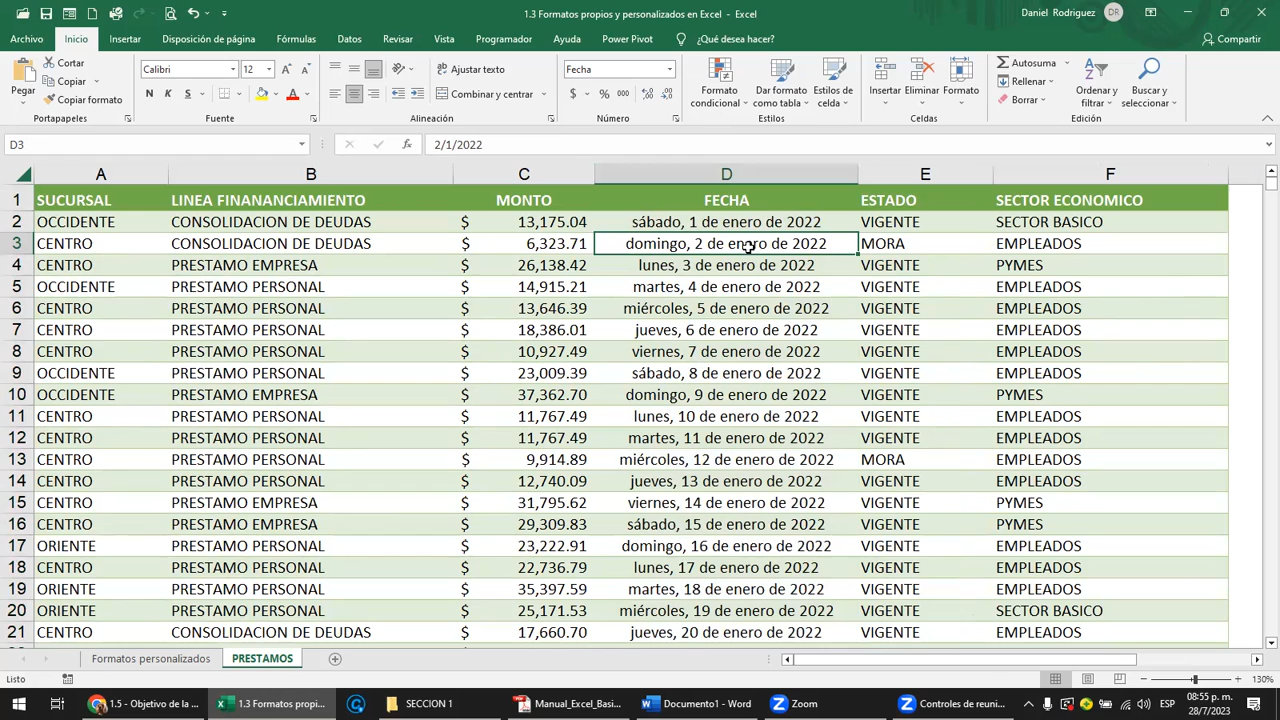 1.3 Formatos propios y personalizados en Excel - Excel
Daniel Rodriguez DR
Archivo Inicio Insertar Disposición de página Fórmulas Datos Revisar Vista Programador Ayuda Power Pivot ¿Qué desea hacer? Compartir
Pegar
Cortar
Copiar
Copiar formato
Portapapeles
Calibri 12
N K S
Fuente
Ajustar texto
Combinar y centrar
Alineación
Fecha
$ % 000
Número
Formato condicional
Dar formato como tabla
Estilos de celda
Estilos
Insertar Eliminar Formato
Celdas
Autosuma
Rellenar
Borrar
Ordenar y filtrar
Buscar y seleccionar
Edición
D3 fx 2/1/2022
A B C D E F
1 SUCURSAL LINEA FINANANCIAMIENTO MONTO FECHA ESTADO SECTOR ECONOMICO
2 OCCIDENTE CONSOLIDACION DE DEUDAS $ 13,175.04 sábado, 1 de enero de 2022 VIGENTE SECTOR BASICO
3 CENTRO CONSOLIDACION DE DEUDAS $ 6,323.71 domingo, 2 de enero de 2022 MORA EMPLEADOS
4 CENTRO PRESTAMO EMPRESA $ 26,138.42 lunes, 3 de enero de 2022 VIGENTE PYMES
5 OCCIDENTE PRESTAMO PERSONAL $ 14,915.21 martes, 4 de enero de 2022 VIGENTE EMPLEADOS
6 CENTRO PRESTAMO PERSONAL $ 13,646.39 miércoles, 5 de enero de 2022 VIGENTE EMPLEADOS
7 CENTRO PRESTAMO PERSONAL $ 18,386.01 jueves, 6 de enero de 2022 VIGENTE EMPLEADOS
8 CENTRO PRESTAMO PERSONAL $ 10,927.49 viernes, 7 de enero de 2022 VIGENTE EMPLEADOS
9 OCCIDENTE PRESTAMO PERSONAL $ 23,009.39 sábado, 8 de enero de 2022 VIGENTE EMPLEADOS
10 OCCIDENTE PRESTAMO EMPRESA $ 37,362.70 domingo, 9 de enero de 2022 VIGENTE PYMES
11 CENTRO PRESTAMO PERSONAL $ 11,767.49 lunes, 10 de enero de 2022 VIGENTE EMPLEADOS
12 CENTRO PRESTAMO PERSONAL $ 11,767.49 martes, 11 de enero de 2022 VIGENTE EMPLEADOS
13 CENTRO PRESTAMO PERSONAL $ 9,914.89 miércoles, 12 de enero de 2022 MORA EMPLEADOS
14 CENTRO PRESTAMO PERSONAL $ 12,740.09 jueves, 13 de enero de 2022 VIGENTE EMPLEADOS
15 CENTRO PRESTAMO EMPRESA $ 31,795.62 viernes, 14 de enero de 2022 VIGENTE PYMES
16 CENTRO PRESTAMO EMPRESA $ 29,309.83 sábado, 15 de enero de 2022 VIGENTE PYMES
17 ORIENTE PRESTAMO PERSONAL $ 23,222.91 domingo, 16 de enero de 2022 VIGENTE EMPLEADOS
18 CENTRO PRESTAMO PERSONAL $ 22,736.79 lunes, 17 de enero de 2022 VIGENTE EMPLEADOS
19 ORIENTE PRESTAMO PERSONAL $ 35,397.59 martes, 18 de enero de 2022 VIGENTE EMPLEADOS
20 ORIENTE PRESTAMO PERSONAL $ 25,171.53 miércoles, 19 de enero de 2022 VIGENTE SECTOR BASICO
21 CENTRO CONSOLIDACION DE DEUDAS $ 17,660.70 jueves, 20 de enero de 2022 VIGENTE EMPLEADOS
Formatos personalizados PRESTAMOS
Listo 130%
1.5 - Objetivo de la ... 1.3 Formatos propi... SECCION 1 Manual_Excel_Basi... Documento1 - Word Zoom Controles de reuni... ESP 08:55 p. m.
28/7/2023